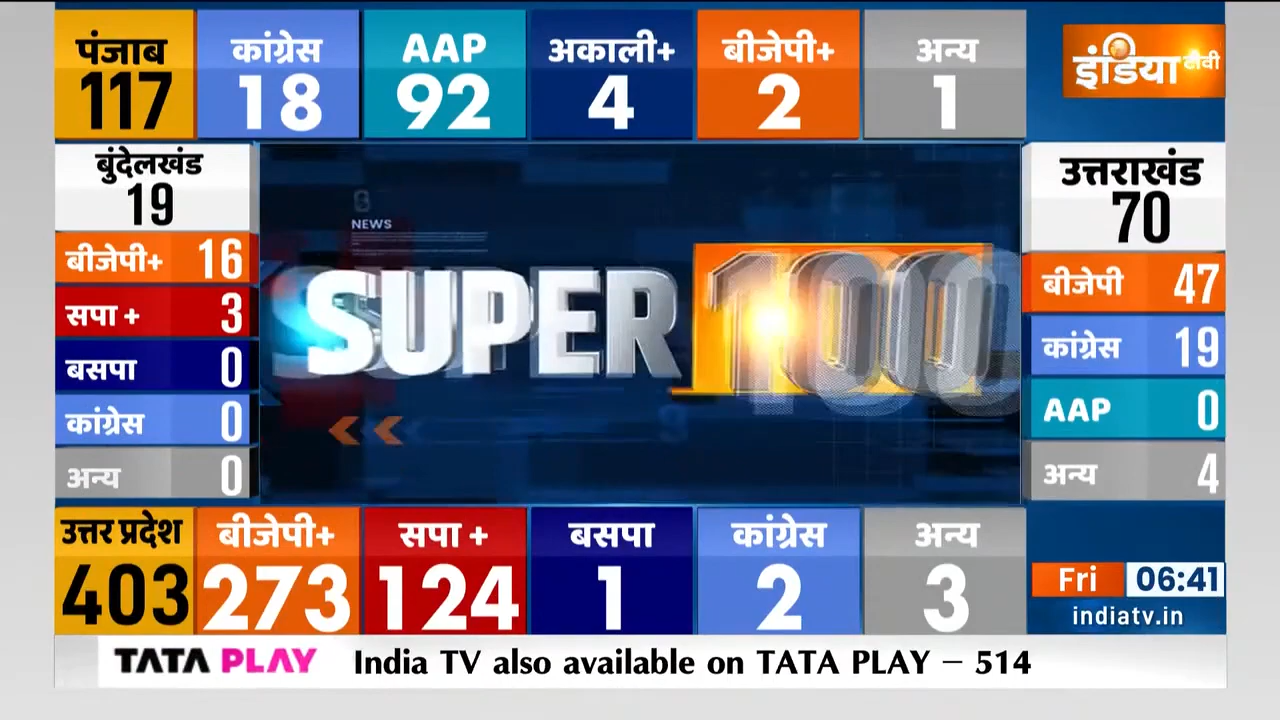 पंजाब
117
कांग्रेस
18
AAP
92
अकाली+
4
बीजेपी+
2
अन्य
1
इंडिया टीवी
बुंदेलखंड
19
बीजेपी+ 16
सपा + 3
बसपा 0
कांग्रेस 0
अन्य 0
NEWS
SUPER 100
उत्तराखंड
70
बीजेपी 47
कांग्रेस 19
AAP 0
अन्य 4
उत्तर प्रदेश
403
बीजेपी+
273
सपा +
124
बसपा
1
कांग्रेस
2
अन्य
3
Fri 06:41
indiatv.in
TATA PLAY India TV also available on TATA PLAY – 514